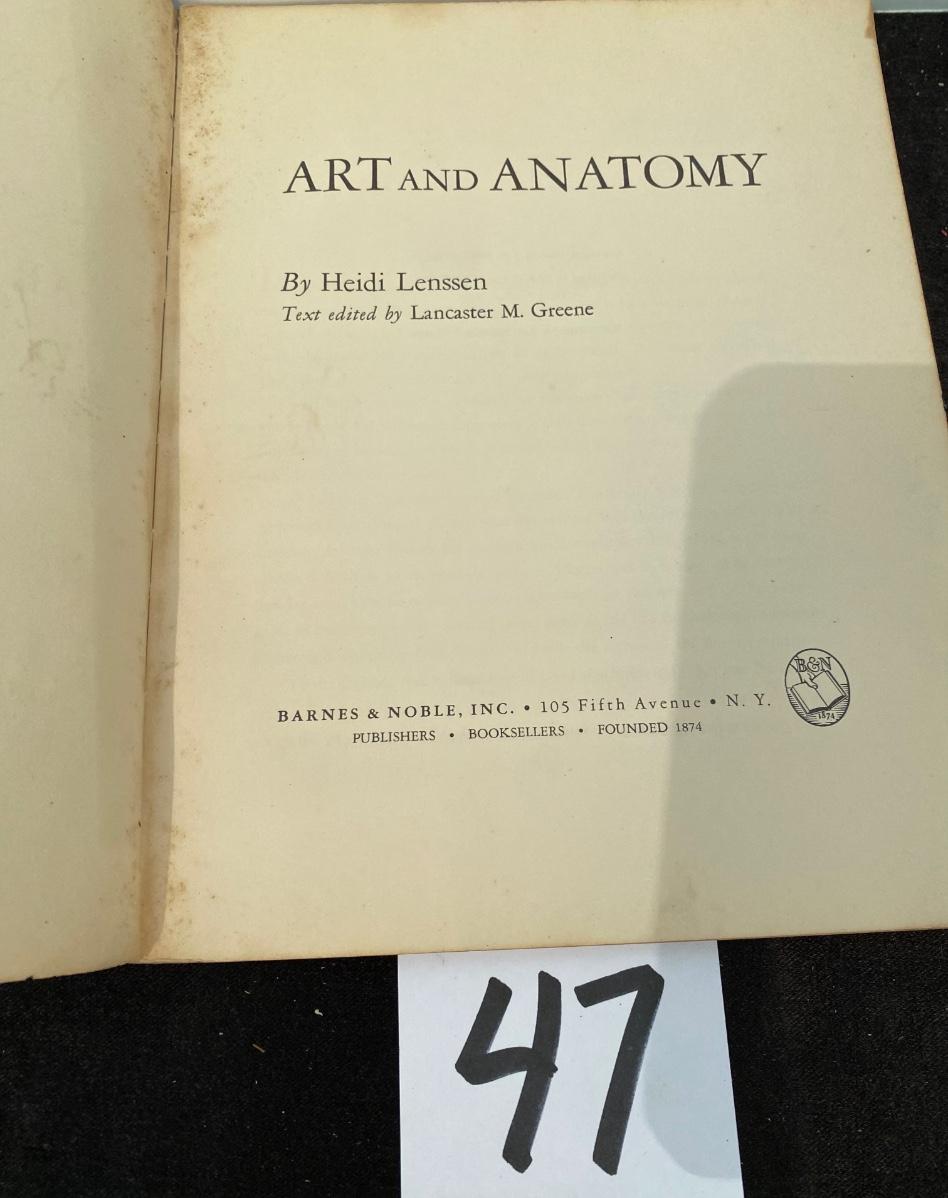 ART AND ANATOMY
By Heidi Lenssen
Text edited by Lancaster M. Greene
B&N
1874
BARNES & NOBLE, INC. • 105 Fifth Avenue • N. Y.
PUBLISHERS • BOOKSELLERS • FOUNDED 1874
47